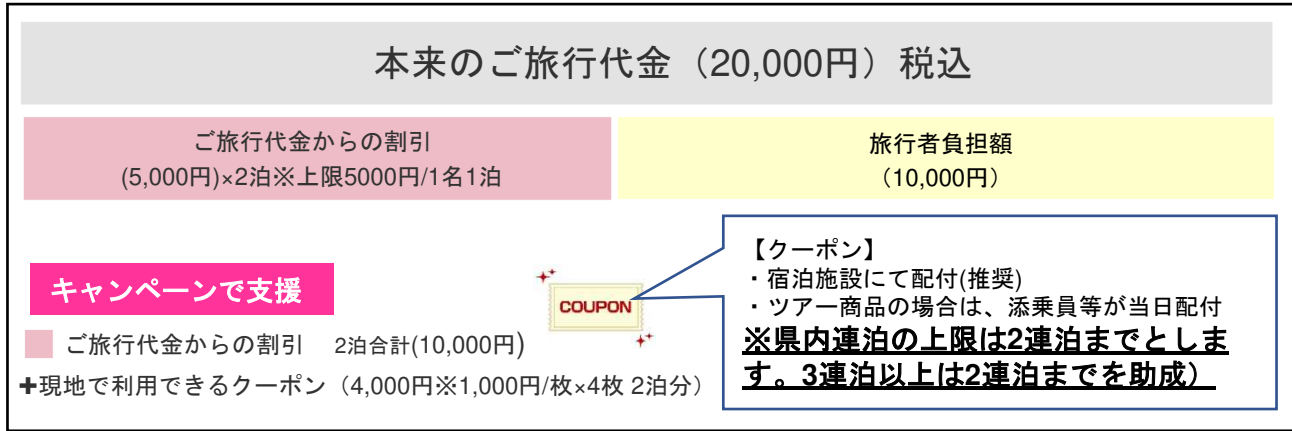 本来のご旅行代金（20,000円）税込
ご旅行代金からの割引
(5,000円)×2泊※上限5000円/1名1泊
旅行者負担額
（10,000円）
キャンペーンで支援
ご旅行代金からの割引 2泊合計(10,000円)
+現地で利用できるクーポン（4,000円※1,000円/枚×4枚 2泊分）
COUPON
【クーポン】
・宿泊施設にて配付(推奨)
・ツアー商品の場合は、添乗員等が当日配付
※県内連泊の上限は2連泊までとしま
す。3連泊以上は2連泊までを助成）